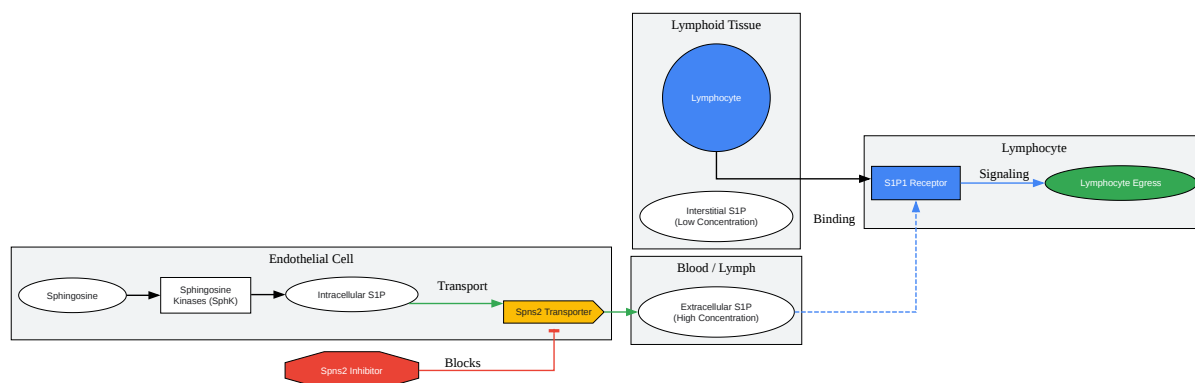 Lymphoid Tissue
Lymphocyte
Interstitial S1P
(Low Concentration)
Lymphocyte
S1P1 Receptor
Signaling
Lymphocyte Egress
Binding
Endothelial Cell
Sphingosine
Sphingosine
Kinases (SphK)
Intracellular S1P
Transport
Spns2 Transporter
Blood / Lymph
Extracellular S1P
(High Concentration)
Spns2 Inhibitor
Blocks